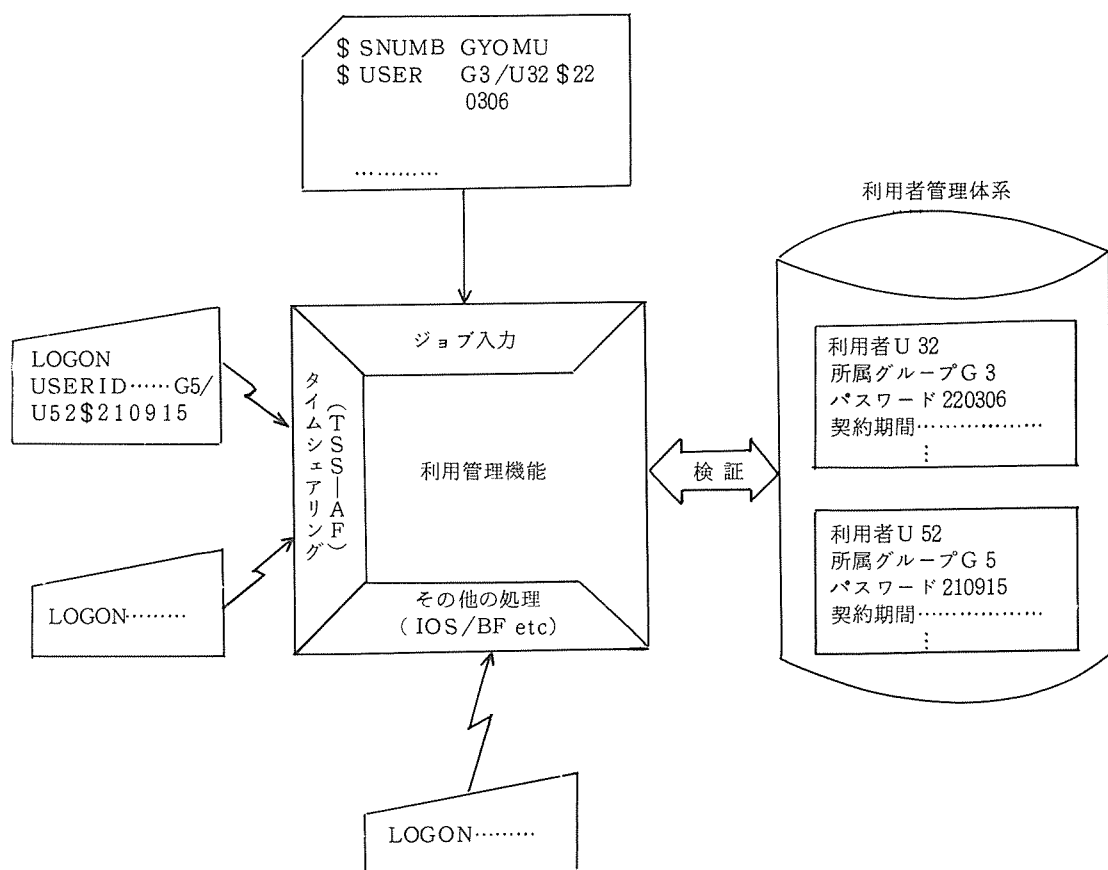 $ SNUMB GYOMU
$ USER G3/U32$22
0306
…………
利用者管理体系
ジョブ入力
LOGON
USERID……G5/
U52$210915
タイムシェアリング
(TSS—AF)
利用管理機能
検証
利用者U 32
所属グループG 3
パスワード 220306
契約期間………………
⋮
利用者U 52
所属グループG 5
パスワード 210915
契約期間………………
⋮
LOGON………
その他の処理
( IOS/BF etc)
LOGON………